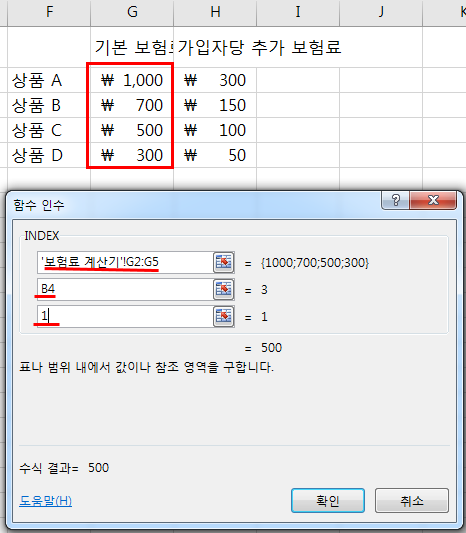 F G H I J K
기본 보험료 가입자당 추가 보험료
상품 A ₩ 1,000 ₩ 300
상품 B ₩ 700 ₩ 150
상품 C ₩ 500 ₩ 100
상품 D ₩ 300 ₩ 50
함수 인수 ?
INDEX
'보험료 계산기'!G2:G5 = {1000;700;500;300}
B4 = 3
1 = 1
= 500
표나 범위 내에서 값이나 참조 영역을 구합니다.
수식 결과= 500
도움말(H) 확인 취소